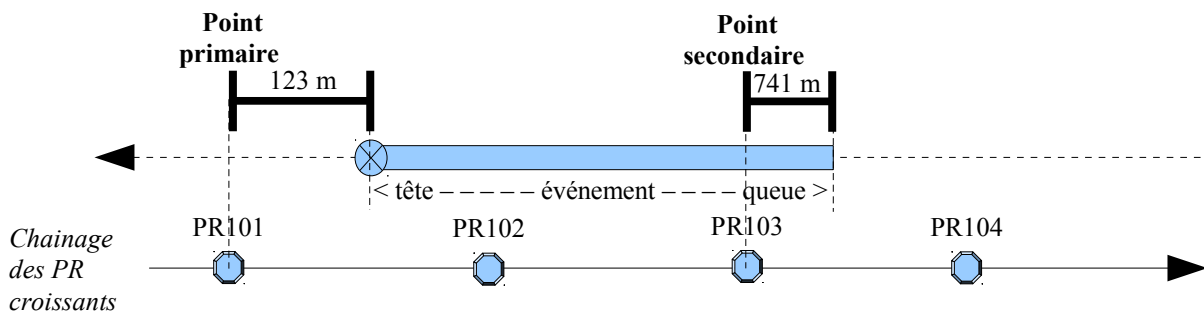 Point
primaire
Point
secondaire
123 m
741 m
< tête – – – – – événement – – – – queue >
PR101
PR102
PR103
PR104
Chainage
des PR
croissants